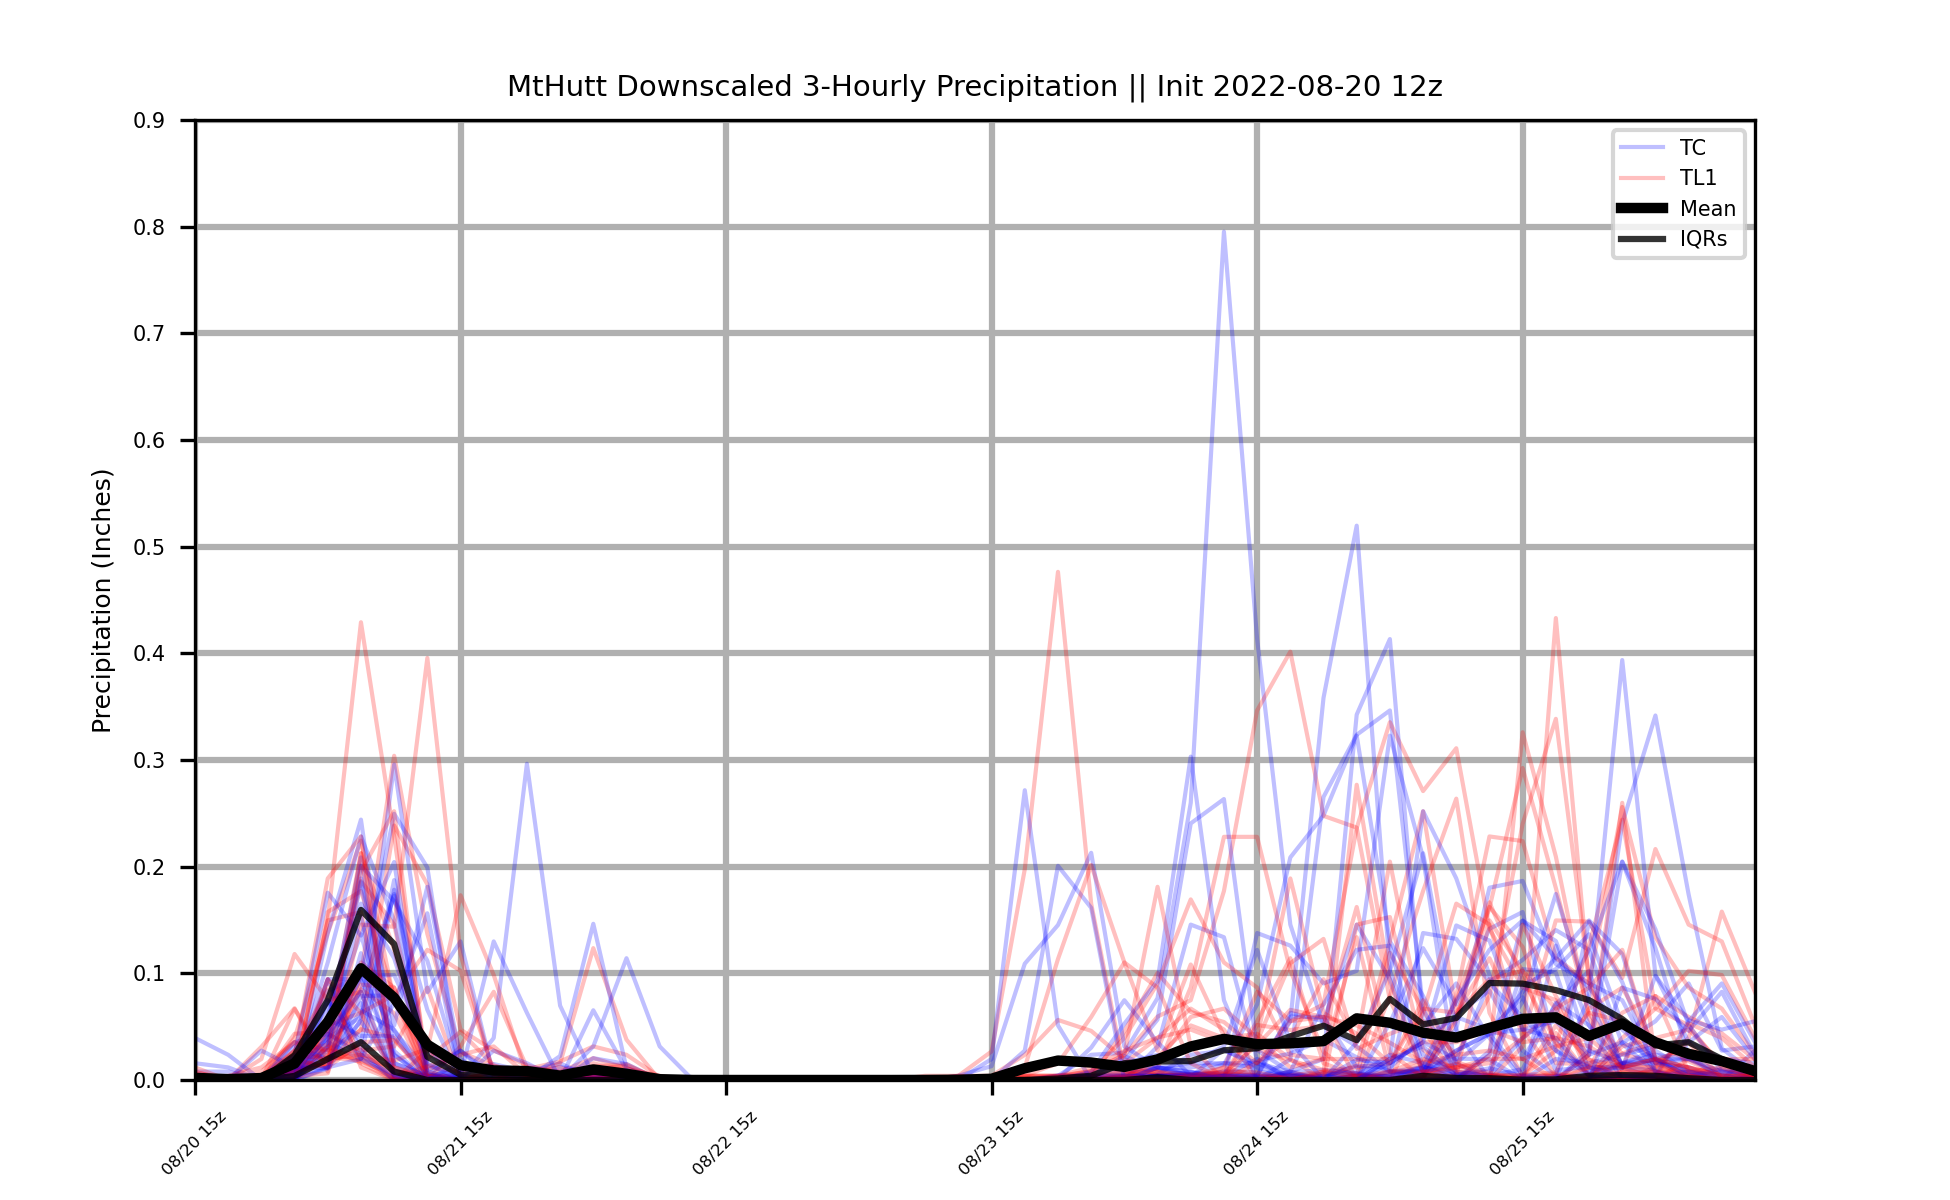 MtHutt Downscaled 3-Hourly Precipitation || Init 2022-08-20 12z
TC
TL1
Mean
IQRs
Precipitation (Inches)
0.9
0.8
0.7
0.6
0.5
0.4
0.3
0.2
0.1
0.0
08/20 15z
08/21 15z
08/22 15z
08/23 15z
08/24 15z
08/25 15z